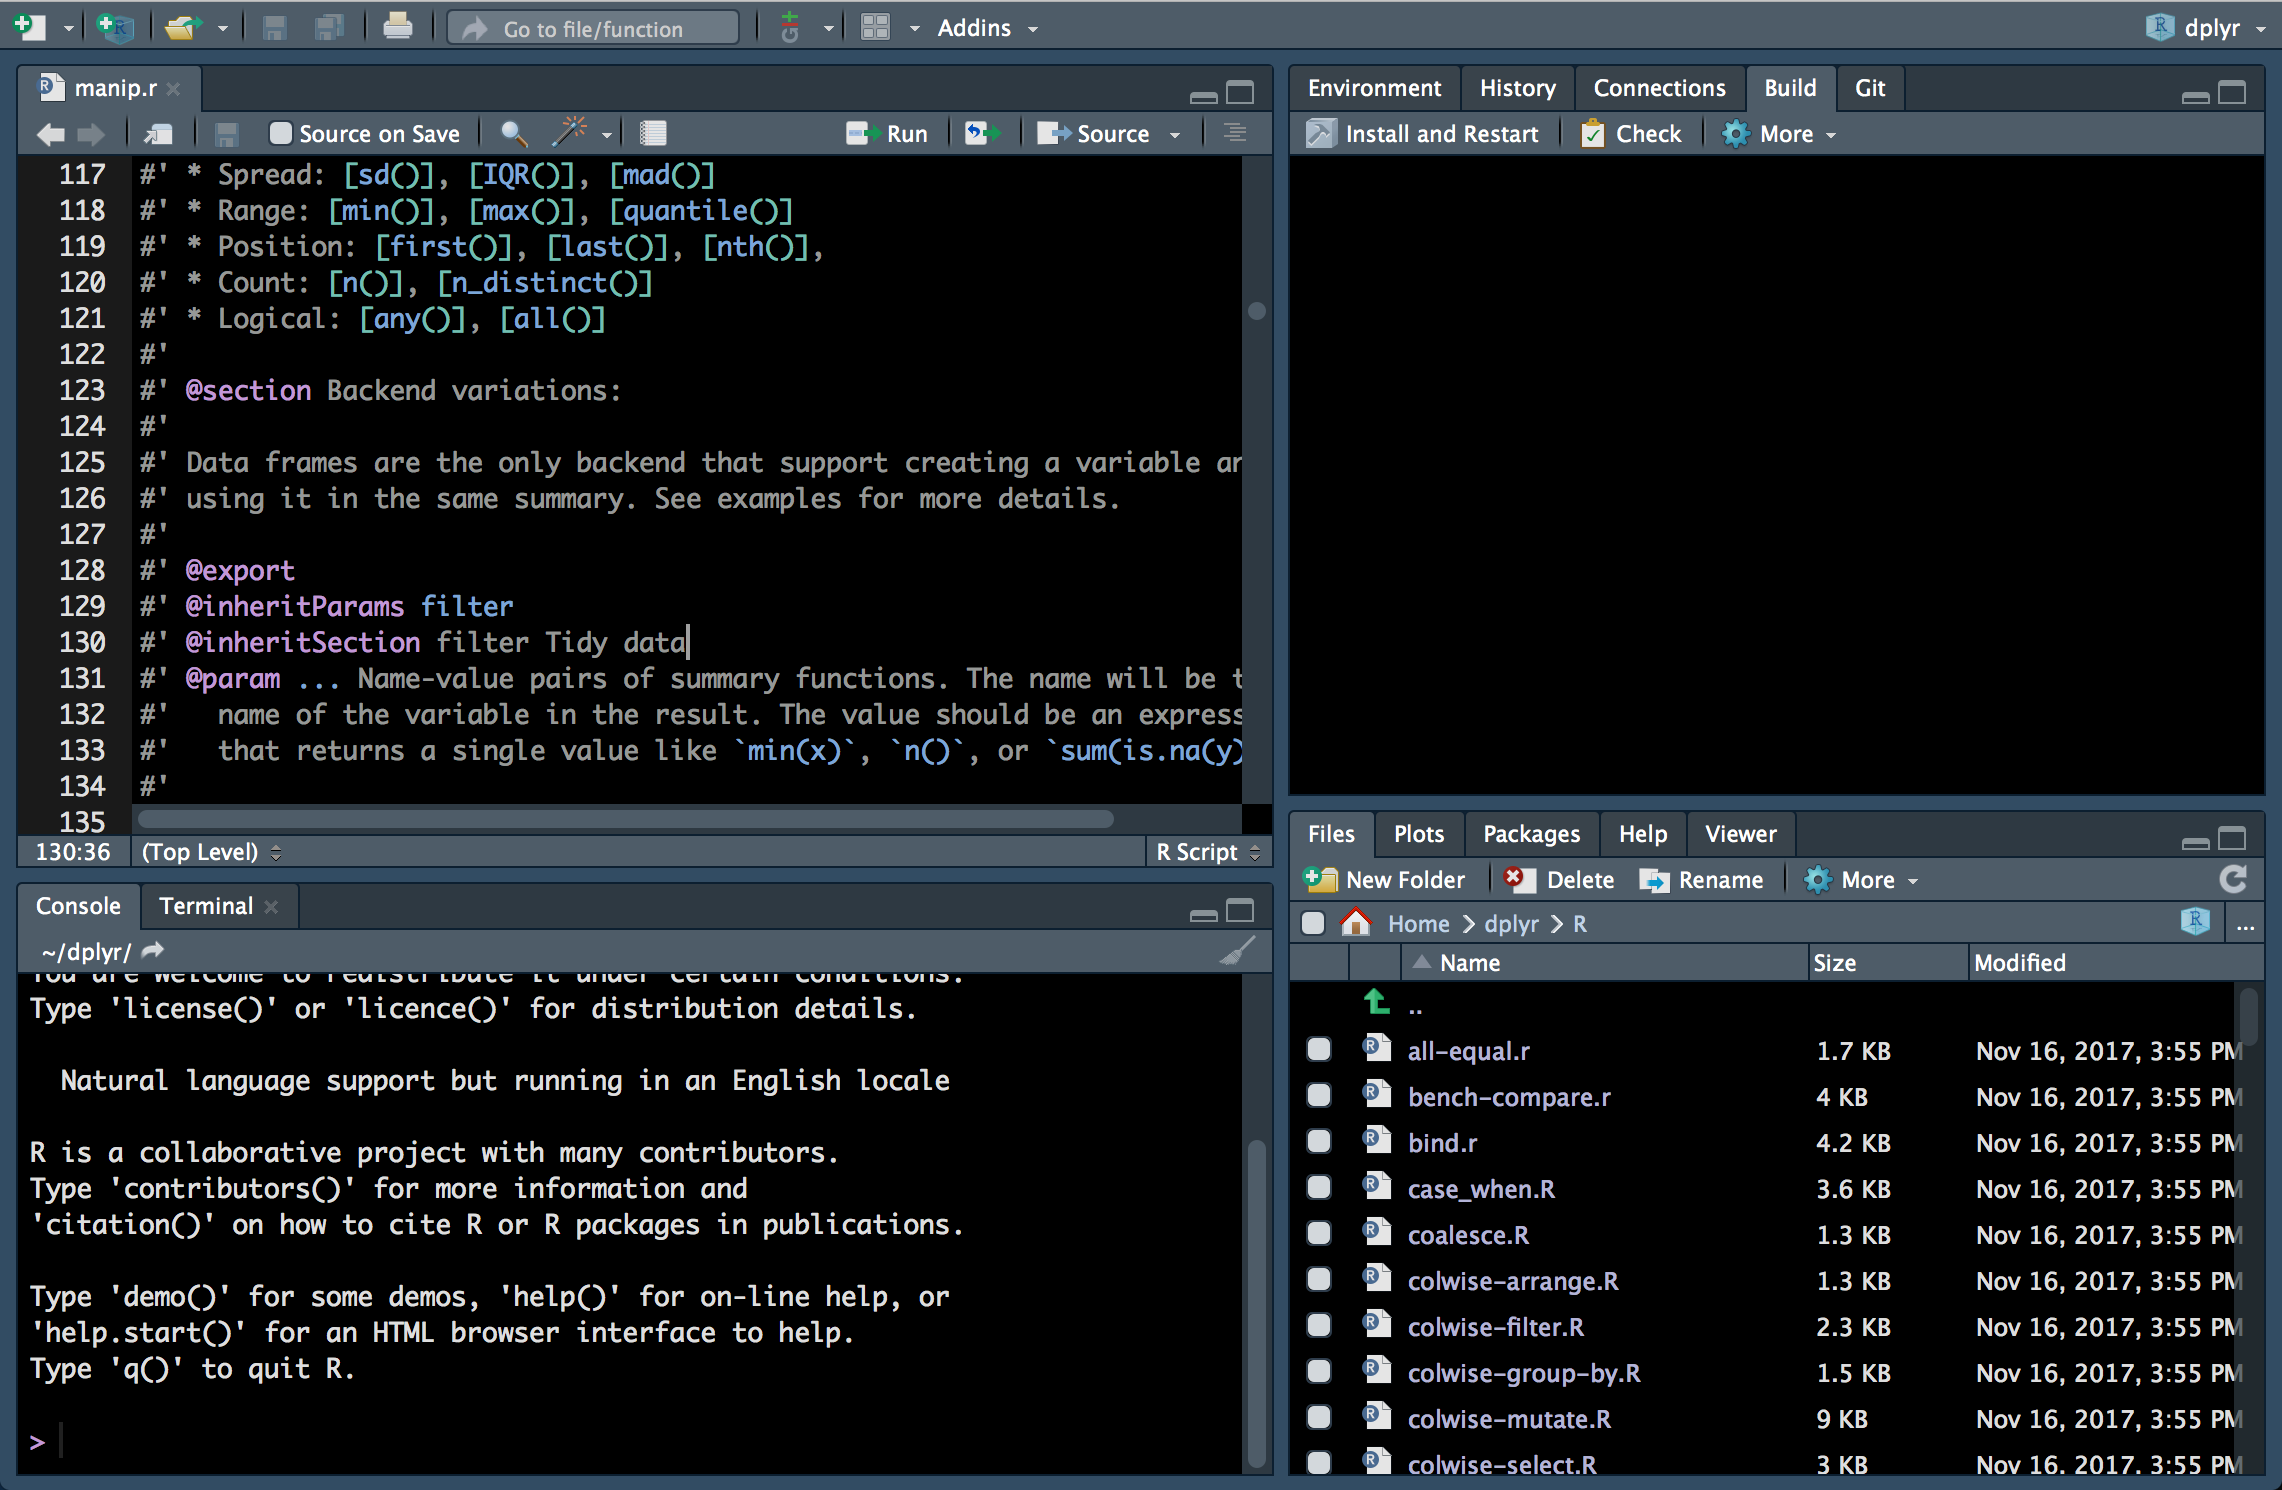 Go to file/function
Addins
dplyr
manip.r
Source on Save
Run
Source
117 #' * Spread: [sd()], [IQR()], [mad()]
118 #' * Range: [min()], [max()], [quantile()]
119 #' * Position: [first()], [last()], [nth()],
120 #' * Count: [n()], [n_distinct()]
121 #' * Logical: [any()], [all()]
122 #'
123 #' @section Backend variations:
124 #'
125 #' Data frames are the only backend that support creating a variable
126 #' using it in the same summary. See examples for more details.
127 #'
128 #' @export
129 #' @inheritParams filter
130 #' @inheritSection filter Tidy data
131 #' @param ... Name-value pairs of summary functions. The name will be
132 #'   name of the variable in the result. The value should be an express
133 #'   that returns a single value like `min(x)`, `n()`, or `sum(is.na(y)
134 #'
135
130:36 (Top Level) R Script
Console Terminal
~/dplyr/
You are welcome to redistribute it under certain conditions.
Type 'license()' or 'licence()' for distribution details.
Natural language support but running in an English locale
R is a collaborative project with many contributors.
Type 'contributors()' for more information and
'citation()' on how to cite R or R packages in publications.
Type 'demo()' for some demos, 'help()' for on-line help, or
'help.start()' for an HTML browser interface to help.
Type 'q()' to quit R.
>
Environment History Connections Build Git
Install and Restart Check More
Files Plots Packages Help Viewer
New Folder Delete Rename More
Home dplyr R ...
Name Size Modified
..
all-equal.r 1.7 KB Nov 16, 2017, 3:55 PM
bench-compare.r 4 KB Nov 16, 2017, 3:55 PM
bind.r 4.2 KB Nov 16, 2017, 3:55 PM
case_when.R 3.6 KB Nov 16, 2017, 3:55 PM
coalesce.R 1.3 KB Nov 16, 2017, 3:55 PM
colwise-arrange.R 1.3 KB Nov 16, 2017, 3:55 PM
colwise-filter.R 2.3 KB Nov 16, 2017, 3:55 PM
colwise-group-by.R 1.5 KB Nov 16, 2017, 3:55 PM
colwise-mutate.R 9 KB Nov 16, 2017, 3:55 PM
colwise-select.R 3 KB Nov 16, 2017, 3:55 PM